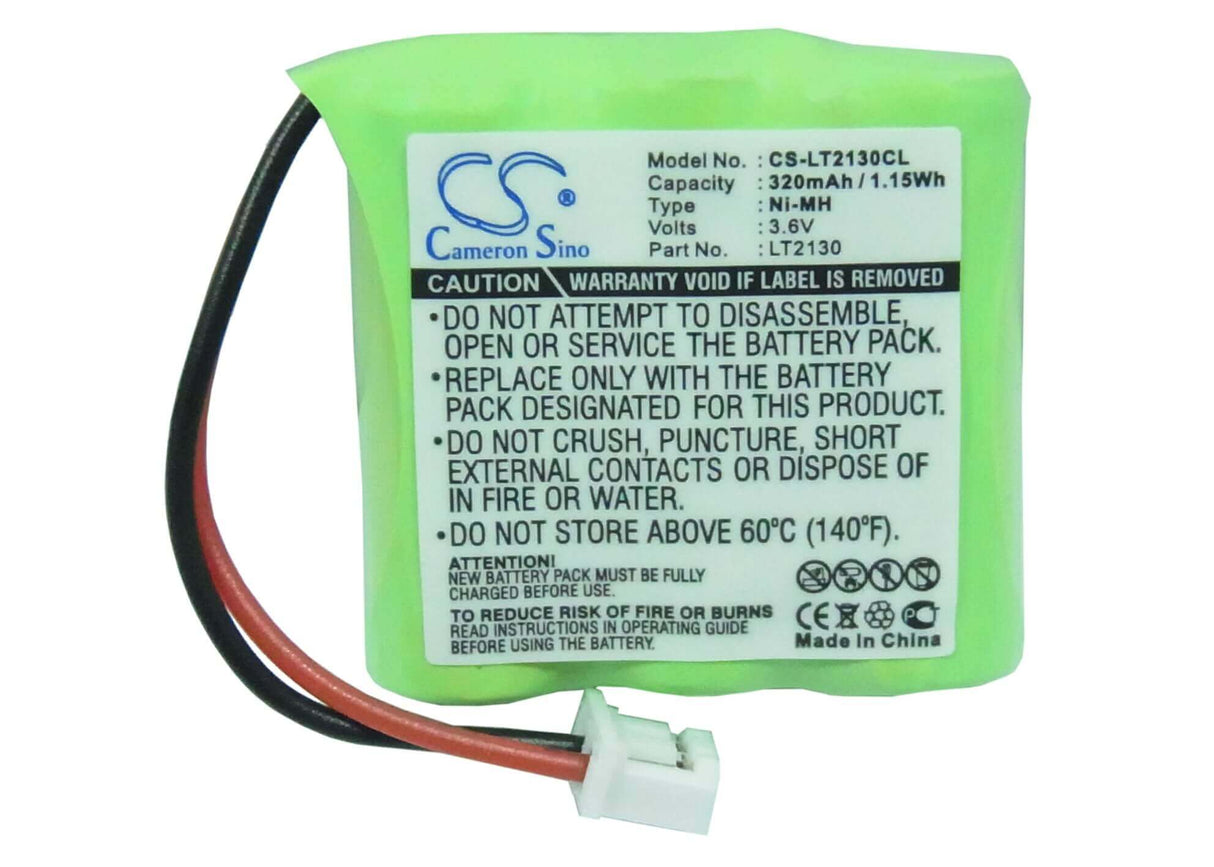 CS®
Cameron Sino
Model No. : CS-LT2130CL
Capacity : 320mAh / 1.15Wh
Type : Ni-MH
Volts : 3.6V
Part No. : LT2130
CAUTION WARRANTY VOID IF LABEL IS REMOVED
•DO NOT ATTEMPT TO DISASSEMBLE,
OPEN OR SERVICE THE BATTERY PACK.
•REPLACE ONLY WITH THE BATTERY
PACK DESIGNATED FOR THIS PRODUCT.
•DO NOT CRUSH, PUNCTURE, SHORT
EXTERNAL CONTACTS OR DISPOSE OF
IN FIRE OR WATER.
•DO NOT STORE ABOVE 60ºC (140ºF).
ATTENTION!
NEW BATTERY PACK MUST BE FULLY
CHARGED BEFORE USE.
TO REDUCE RISK OF FIRE OR BURNS
READ INSTRUCTIONS IN OPERATING GUIDE
BEFORE USING THE BATTERY.
CE
Made In China